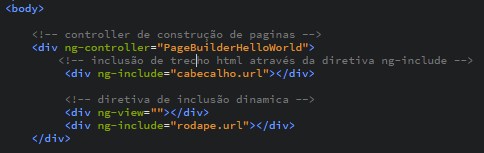 <body>
<!-- controller de construção de paginas -->
<div ng-controller="PageBuilderHelloWorld">
<!-- inclusão de trecho html através da diretiva ng-include -->
<div ng-include="cabecalho.url"></div>
<!-- diretiva de inclusão dinamica -->
<div ng-view=""></div>
<div ng-include="rodape.url"></div>
</div>